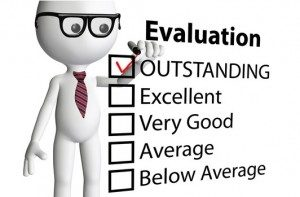 Evaluation
OUTSTANDING
Excellent
Very Good
Average
Below Average